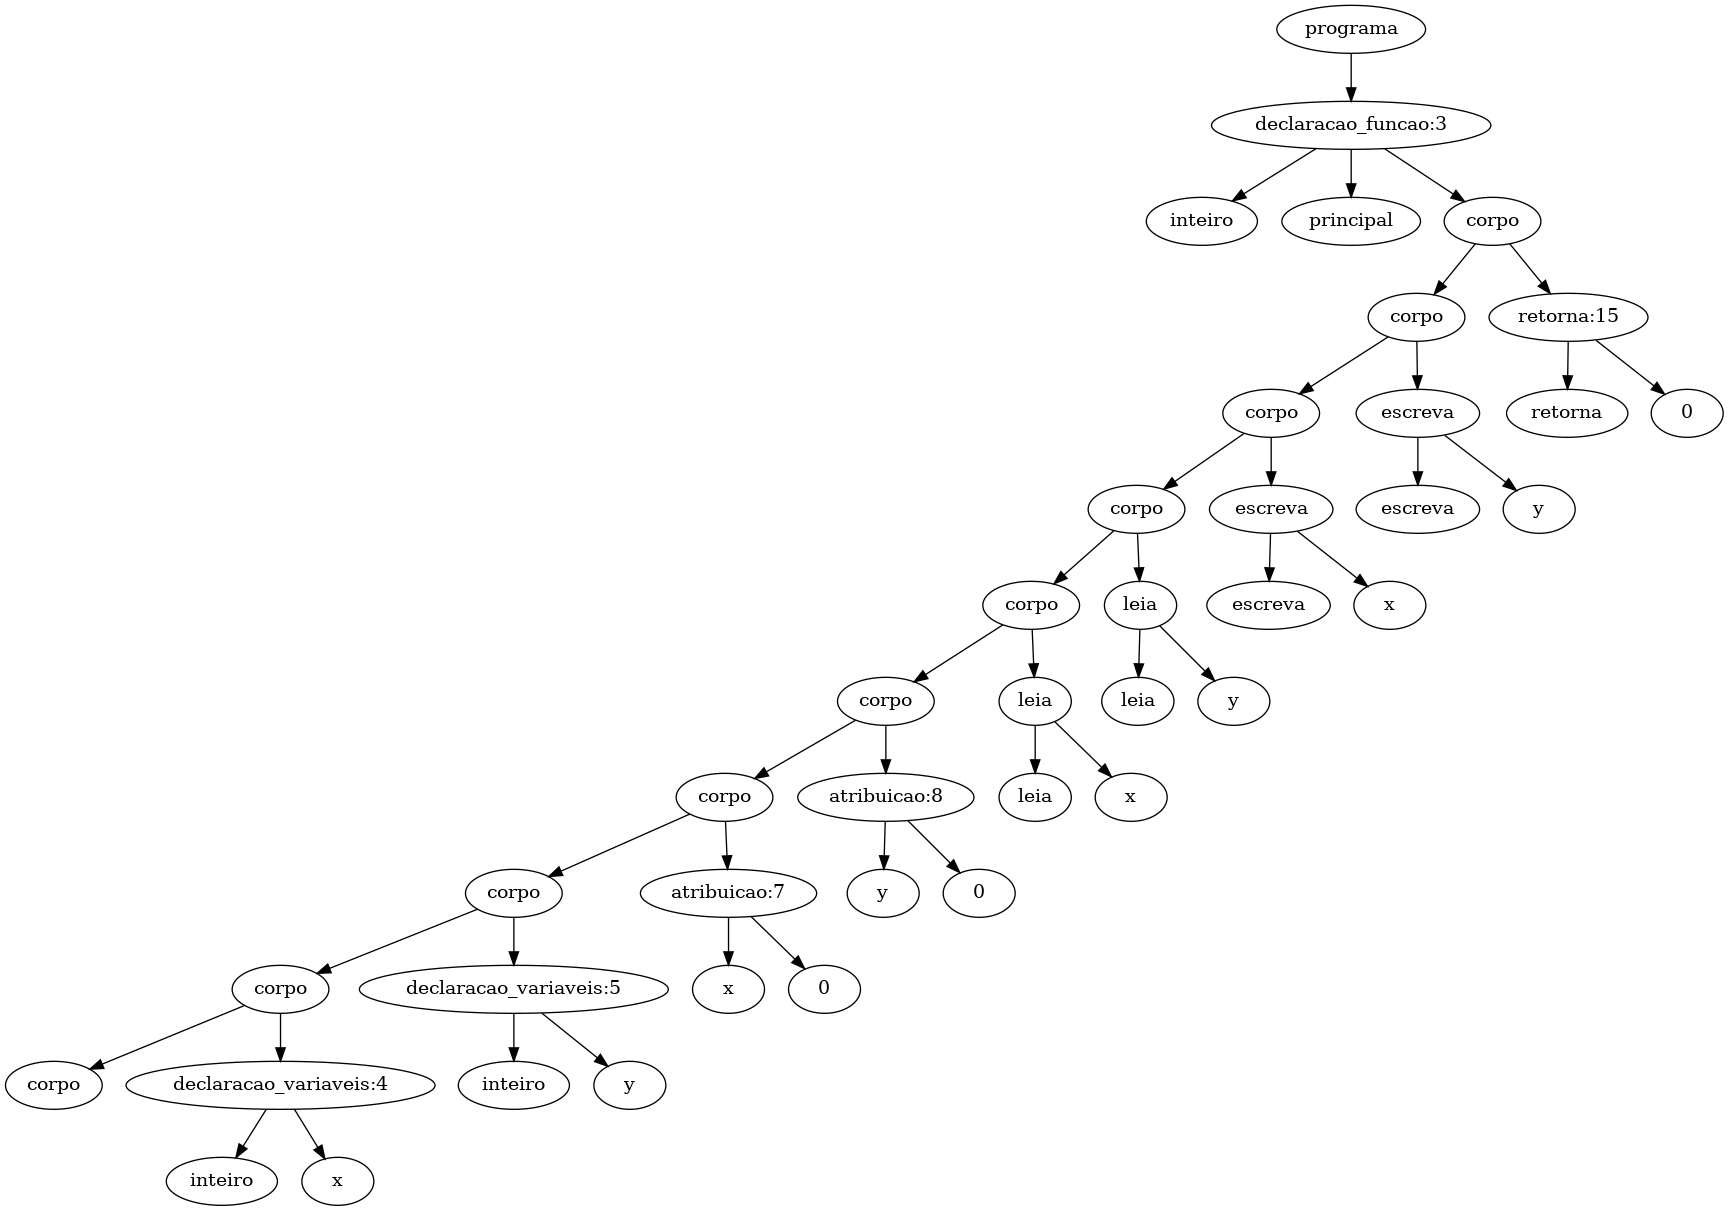 programa
declaracao_funcao:3
inteiro
principal
corpo
corpo
retorna:15
corpo
escreva
retorna
0
corpo
escreva
escreva
y
corpo
leia
escreva
x
corpo
leia
leia
y
corpo
atribuicao:8
leia
x
corpo
atribuicao:7
y
0
corpo
declaracao_variaveis:5
x
0
corpo
declaracao_variaveis:4
inteiro
y
inteiro
x